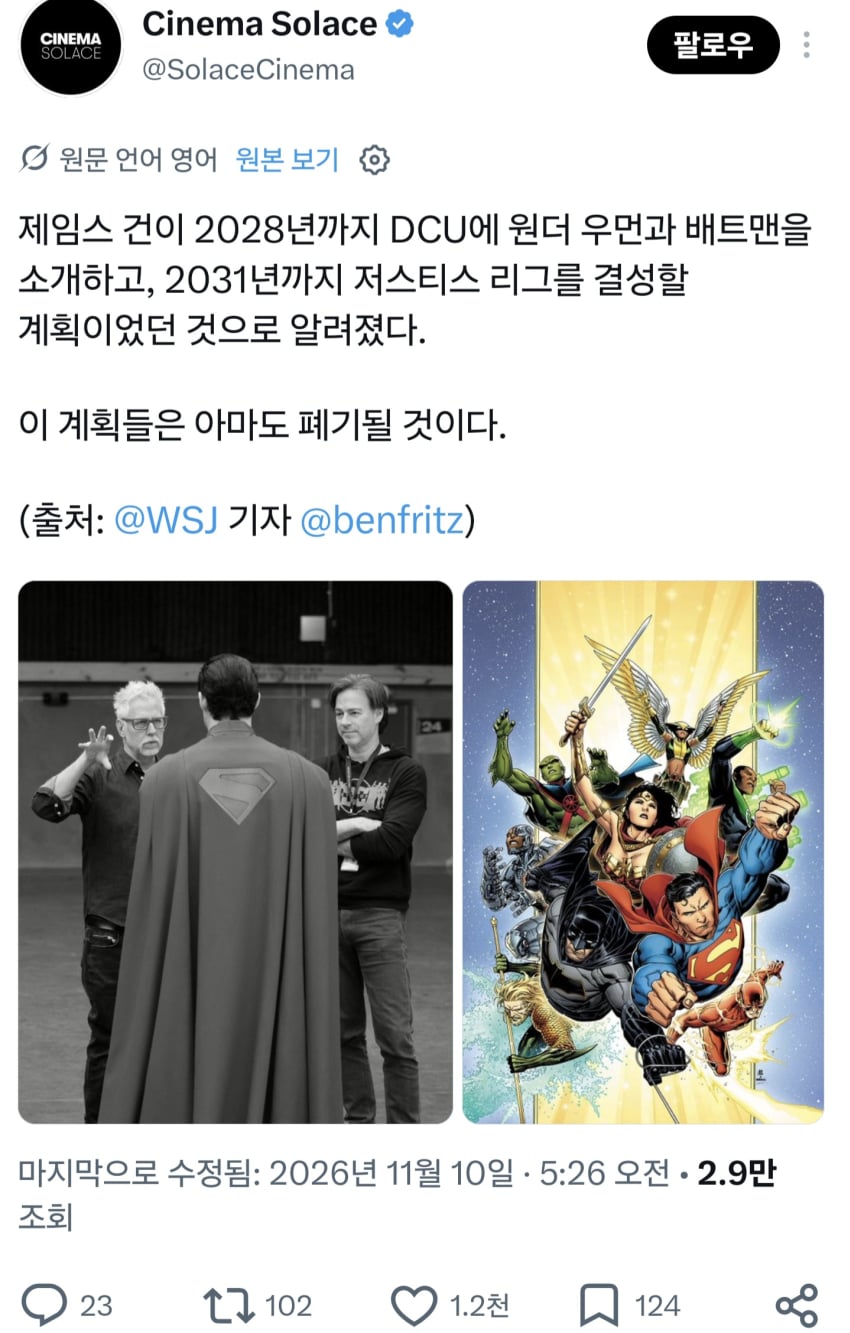 CINEMA
SOLACE
Cinema Solace
@SolaceCinema
팔로우
원문 언어 영어 원본 보기
제임스 건이 2028년까지 DCU에 원더 우먼과 배트맨을
소개하고, 2031년까지 저스티스 리그를 결성할
계획이었던 것으로 알려졌다.
이 계획들은 아마도 폐기될 것이다.
(출처: @WSJ 기자 @benfritz)
24
마지막으로 수정됨: 2026년 11월 10일 · 5:26 오전 • 2.9만
조회
23 102 1.2천 124